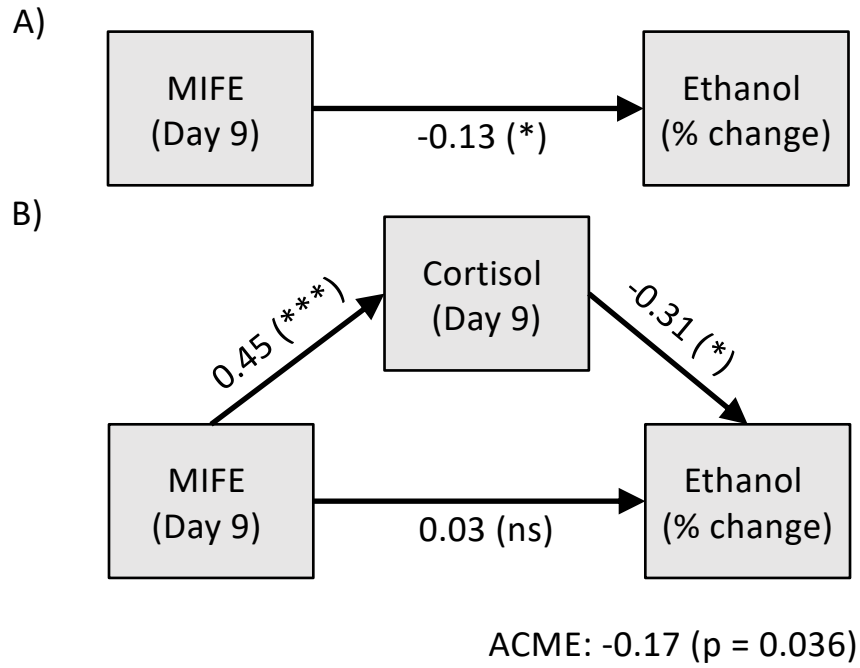 A)
MIFE
(Day 9)
-0.13 (*)
Ethanol
(% change)
B)
Cortisol
(Day 9)
0.45 (***)
-0.31 (*)
MIFE
(Day 9)
0.03 (ns)
Ethanol
(% change)
ACME: -0.17 (p = 0.036)